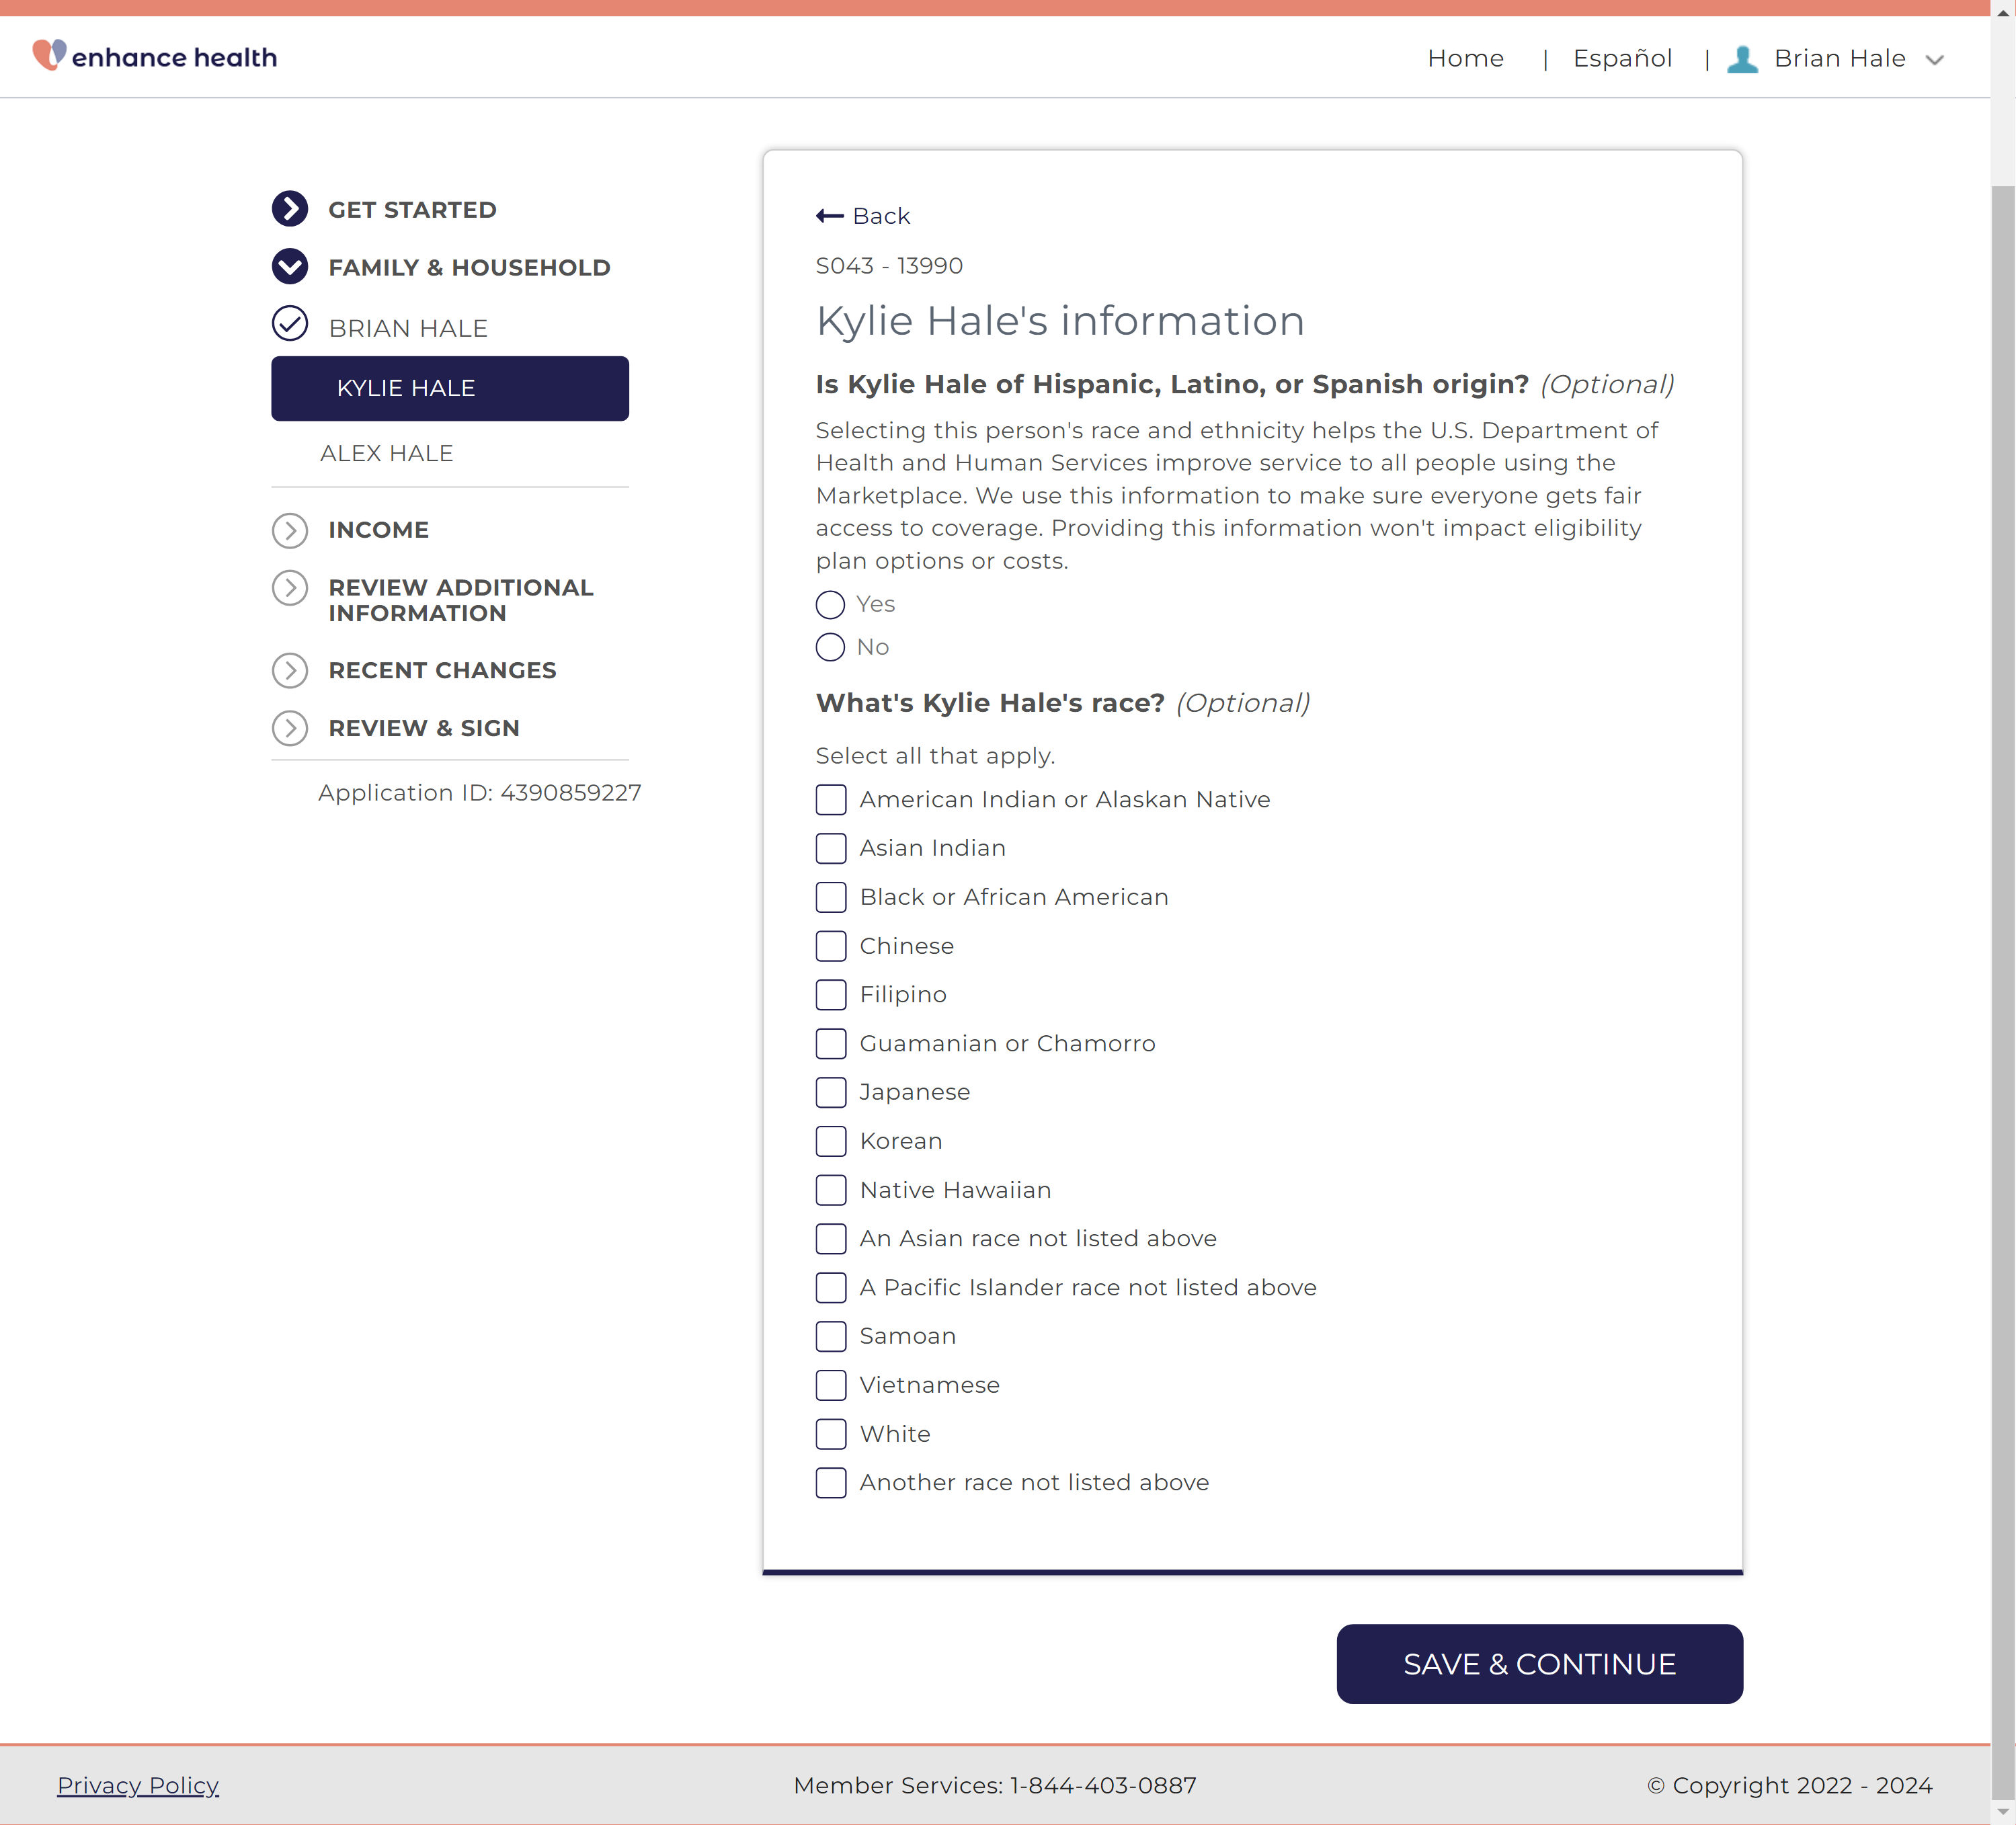 enhance health
Home | Español | Brian Hale
GET STARTED
FAMILY & HOUSEHOLD
BRIAN HALE
KYLIE HALE
ALEX HALE
INCOME
REVIEW ADDITIONAL
INFORMATION
RECENT CHANGES
REVIEW & SIGN
Application ID: 4390859227
Back
S043 - 13990
Kylie Hale's information
Is Kylie Hale of Hispanic, Latino, or Spanish origin? (Optional)
Selecting this person's race and ethnicity helps the U.S. Department of
Health and Human Services improve service to all people using the
Marketplace. We use this information to make sure everyone gets fair
access to coverage. Providing this information won't impact eligibility
plan options or costs.
Yes
No
What's Kylie Hale's race? (Optional)
Select all that apply.
American Indian or Alaskan Native
Asian Indian
Black or African American
Chinese
Filipino
Guamanian or Chamorro
Japanese
Korean
Native Hawaiian
An Asian race not listed above
A Pacific Islander race not listed above
Samoan
Vietnamese
White
Another race not listed above
SAVE & CONTINUE
Privacy Policy
Member Services: 1-844-403-0887
© Copyright 2022 - 2024